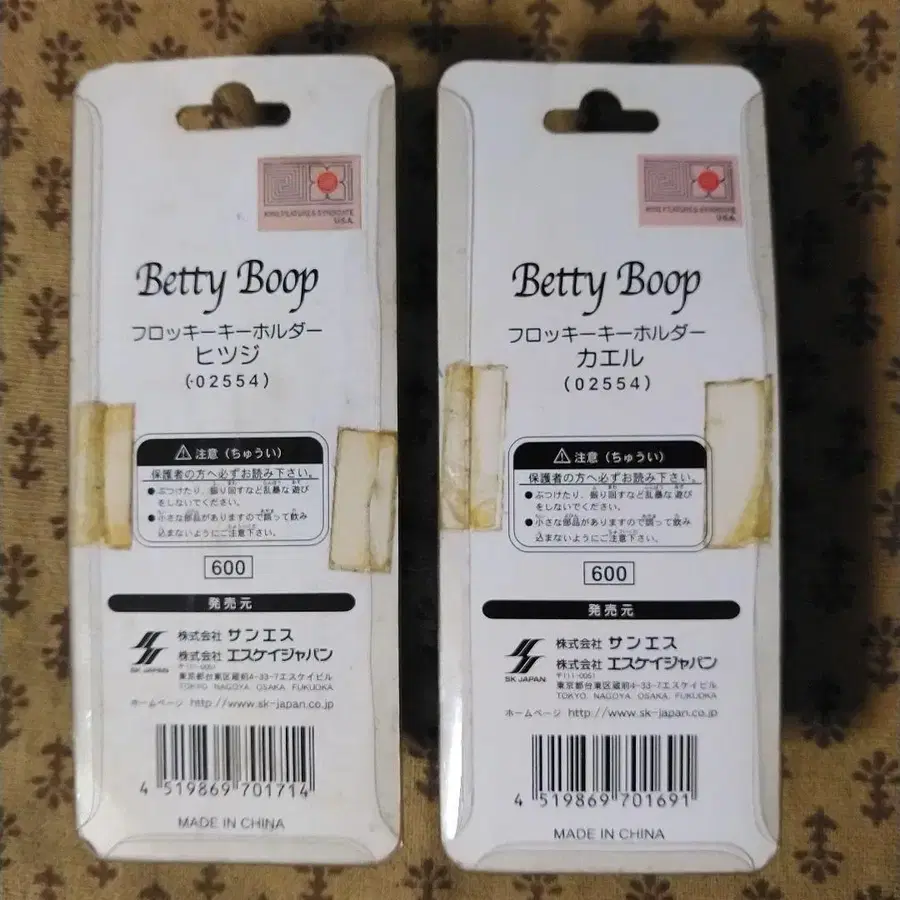 KING FEATURES SYNDICATE
U.S.A.
Betty Boop
フロッキーキーホルダー
ヒツジ
(02554)
⚠注意（ちゅうい）
保護者の方へ必ずお読み下さい。
●ぶつけたり、振り回すなど乱暴な遊び
をしないでください。
●小さな部品がありますので誤って飲み
込まないようにご注意下さい。
600
発売元
SK JAPAN
株式会社 サンエス
株式会社 エスケイジャパン
〒111-0051
東京都台東区蔵前4-33-7エスケイビル
TOKYO NAGOYA OSAKA FUKUOKA
ホームページ http://www.sk-japan.co.jp
4 519869 701714
MADE IN CHINA
KING FEATURES SYNDICATE
U.S.A.
Betty Boop
フロッキーキーホルダー
カエル
(02554)
⚠注意（ちゅうい）
保護者の方へ必ずお読み下さい。
●ぶつけたり、振り回すなど乱暴な遊び
をしないでください。
●小さな部品がありますので誤って飲み
込まないようにご注意下さい。
600
発売元
SK JAPAN
株式会社 サンエス
株式会社 エスケイジャパン
〒111-0051
東京都台東区蔵前4-33-7エスケイビル
TOKYO NAGOYA OSAKA FUKUOKA
ホームページ http://www.sk-japan.co.jp
4 519869 701691
MADE IN CHINA